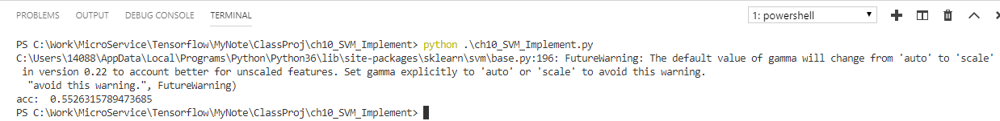 PROBLEMS OUTPUT DEBUG CONSOLE TERMINAL 1: powershell
PS C:\Work\MicroService\Tensorflow\MyNote\ClassProj\ch10_SVM_Implement> python .\ch10_SVM_Implement.py
C:\Users\14088\AppData\Local\Programs\Python\Python36\lib\site-packages\sklearn\svm\base.py:196: FutureWarning: The default value of gamma will change from 'auto' to 'scale'
in version 0.22 to account better for unscaled features. Set gamma explicitly to 'auto' or 'scale' to avoid this warning.
"avoid this warning.", FutureWarning)
acc: 0.5526315789473685
PS C:\Work\MicroService\Tensorflow\MyNote\ClassProj\ch10_SVM_Implement>